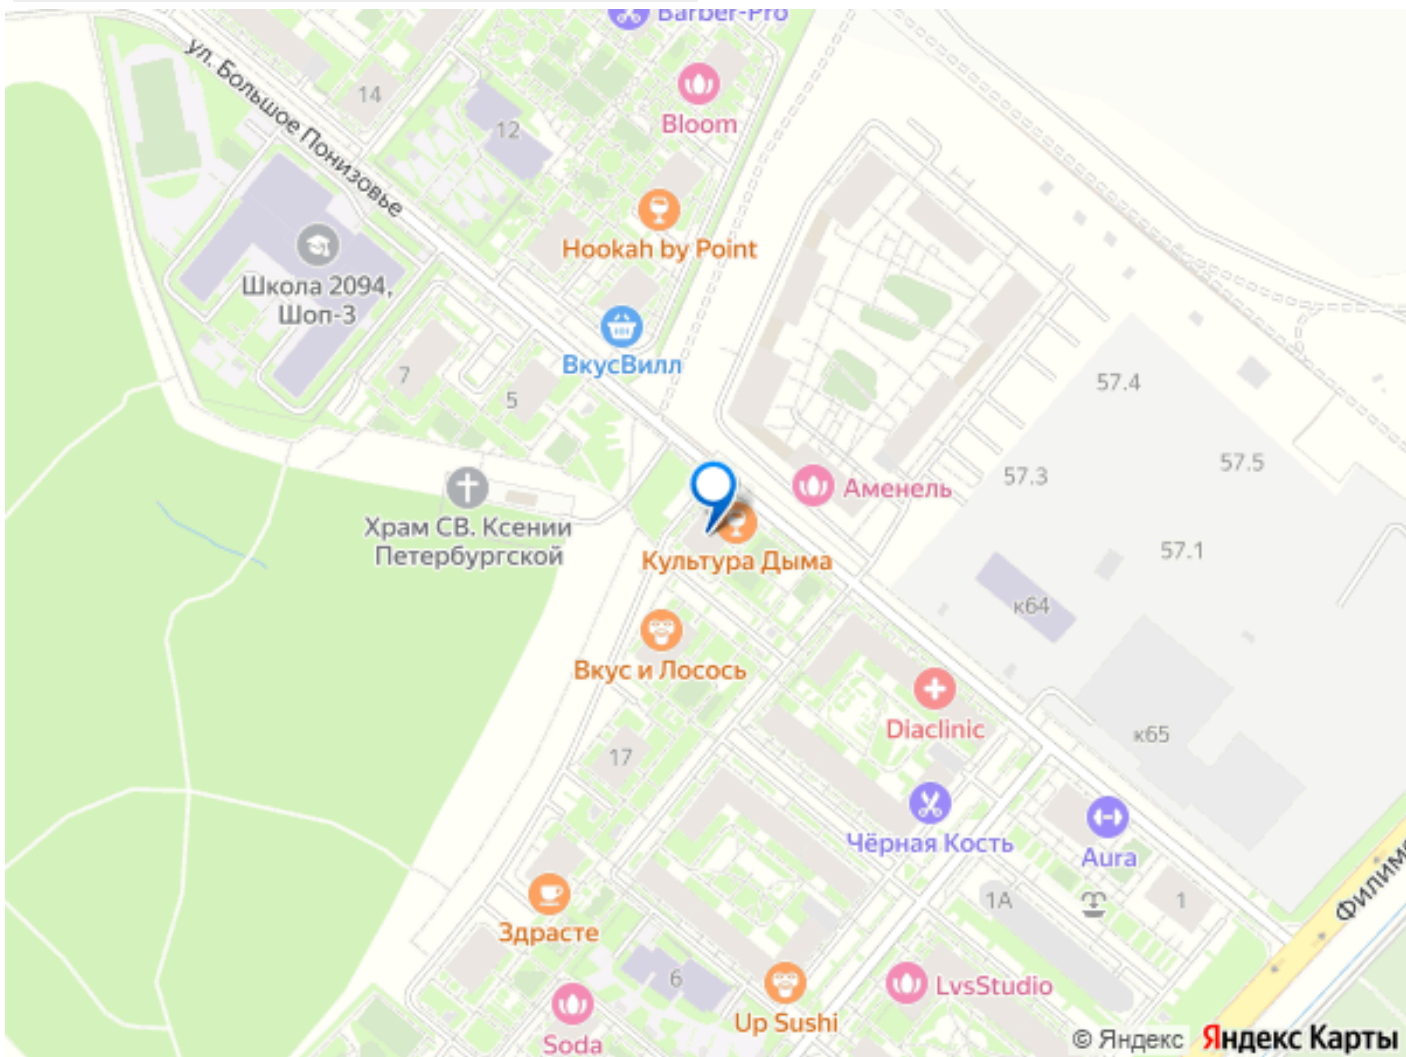 Barber-Pro
ул. Большое Понизовье
14
Bloom
12
Hookah by Point
Школа 2094,
Шоп-3
ВкусВилл
7
5
57.4
57.5
57.3
Аменель
Храм СВ. Ксении
Петербургской
57.1
Культура Дыма
к64
Вкус и Лосось
Diaclinic
к65
17
Чёрная Кость
Aura
1А
1
Здрасте
6
LvsStudio
Up Sushi
Soda
© Яндекс Яндекс Карты